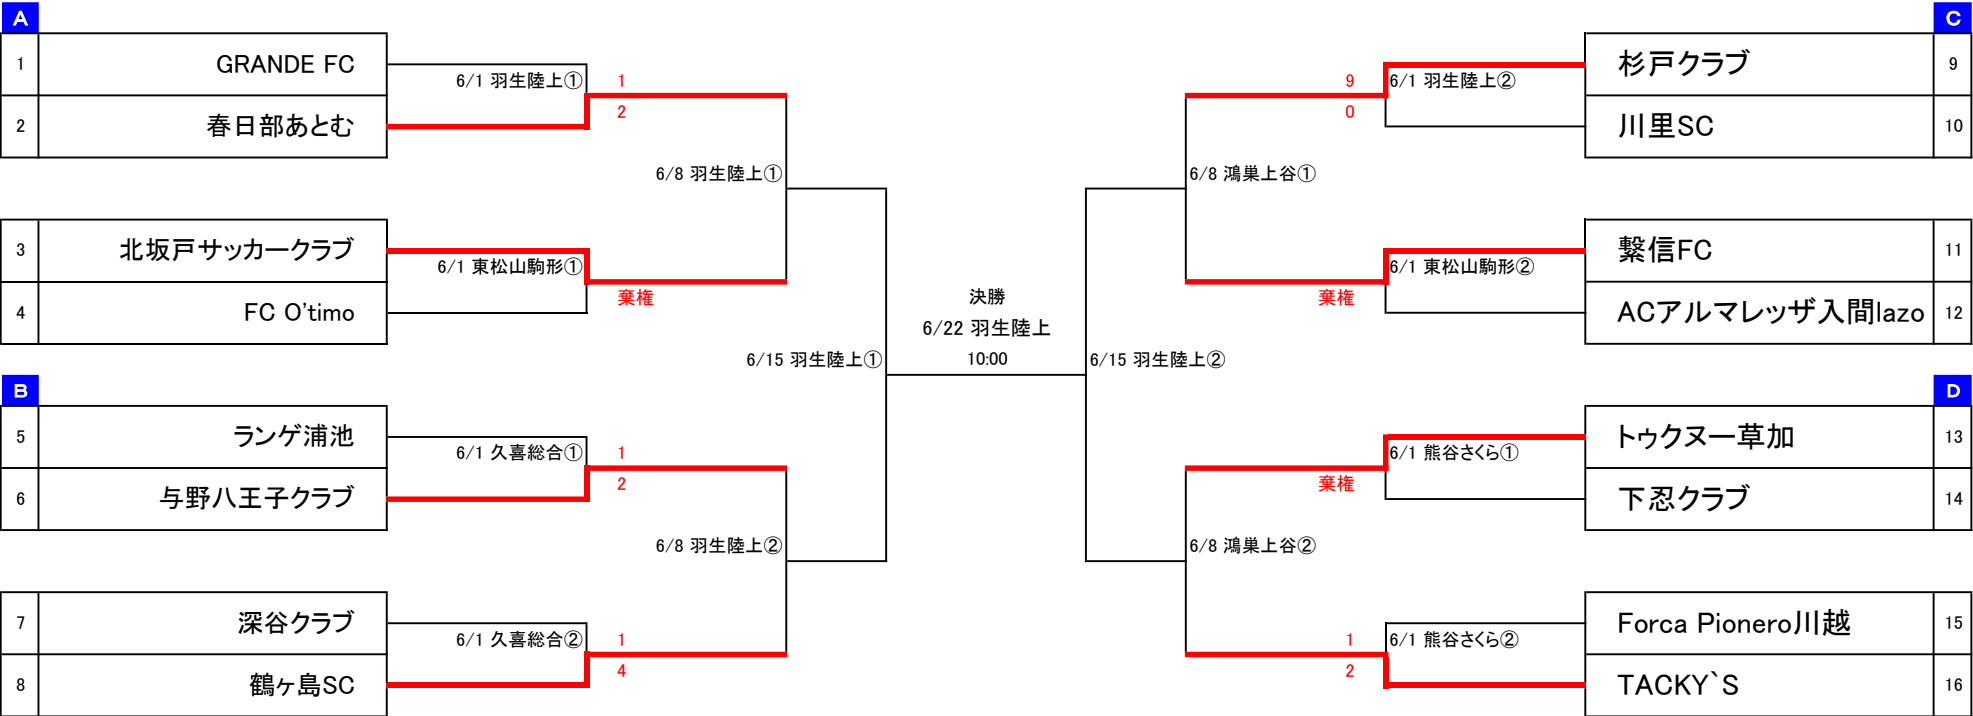 A
1 GRANDE FC
2 春日部あとむ
6/1 羽生陸上①
1
2
6/8 羽生陸上①
3 北坂戸サッカークラブ
4 FC O'timo
6/1 東松山駒形①
棄権
6/15 羽生陸上①
B
5 ランゲ浦池
6 与野八王子クラブ
6/1 久喜総合①
1
2
6/8 羽生陸上②
7 深谷クラブ
8 鶴ヶ島SC
6/1 久喜総合②
1
4
決勝
6/22 羽生陸上
10:00
C
杉戸クラブ 9
川里SC 10
6/1 羽生陸上②
9
0
6/8 鴻巣上谷①
繋信FC 11
ACアルマレッザ入間lazo 12
6/1 東松山駒形②
棄権
6/15 羽生陸上②
D
トゥクヌー草加 13
下忍クラブ 14
6/1 熊谷さくら①
棄権
6/8 鴻巣上谷②
Forca Pionero川越 15
TACKY`S 16
6/1 熊谷さくら②
1
2